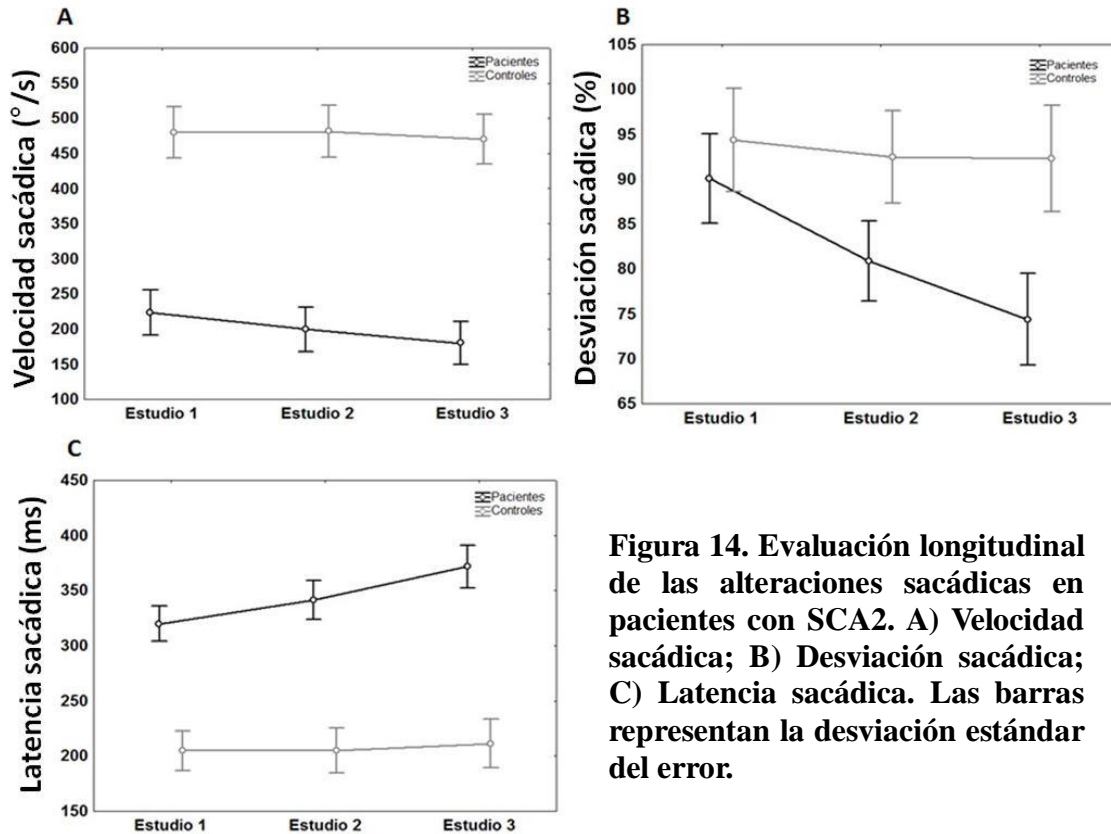 A
Velocidad sacádica (°/s)
600
550
500
450
400
350
300
250
200
150
100
Pacientes
Controles
Estudio 1 Estudio 2 Estudio 3
B
Desviación sacádica (%)
105
100
95
90
85
80
75
70
65
Pacientes
Controles
Estudio 1 Estudio 2 Estudio 3
C
Latencia sacádica (ms)
450
400
350
300
250
200
150
Pacientes
Controles
Estudio 1 Estudio 2 Estudio 3
Figura 14. Evaluación longitudinal
de las alteraciones sacádicas en
pacientes con SCA2. A) Velocidad
sacádica; B) Desviación sacádica;
C) Latencia sacádica. Las barras
representan la desviación estándar
del error.